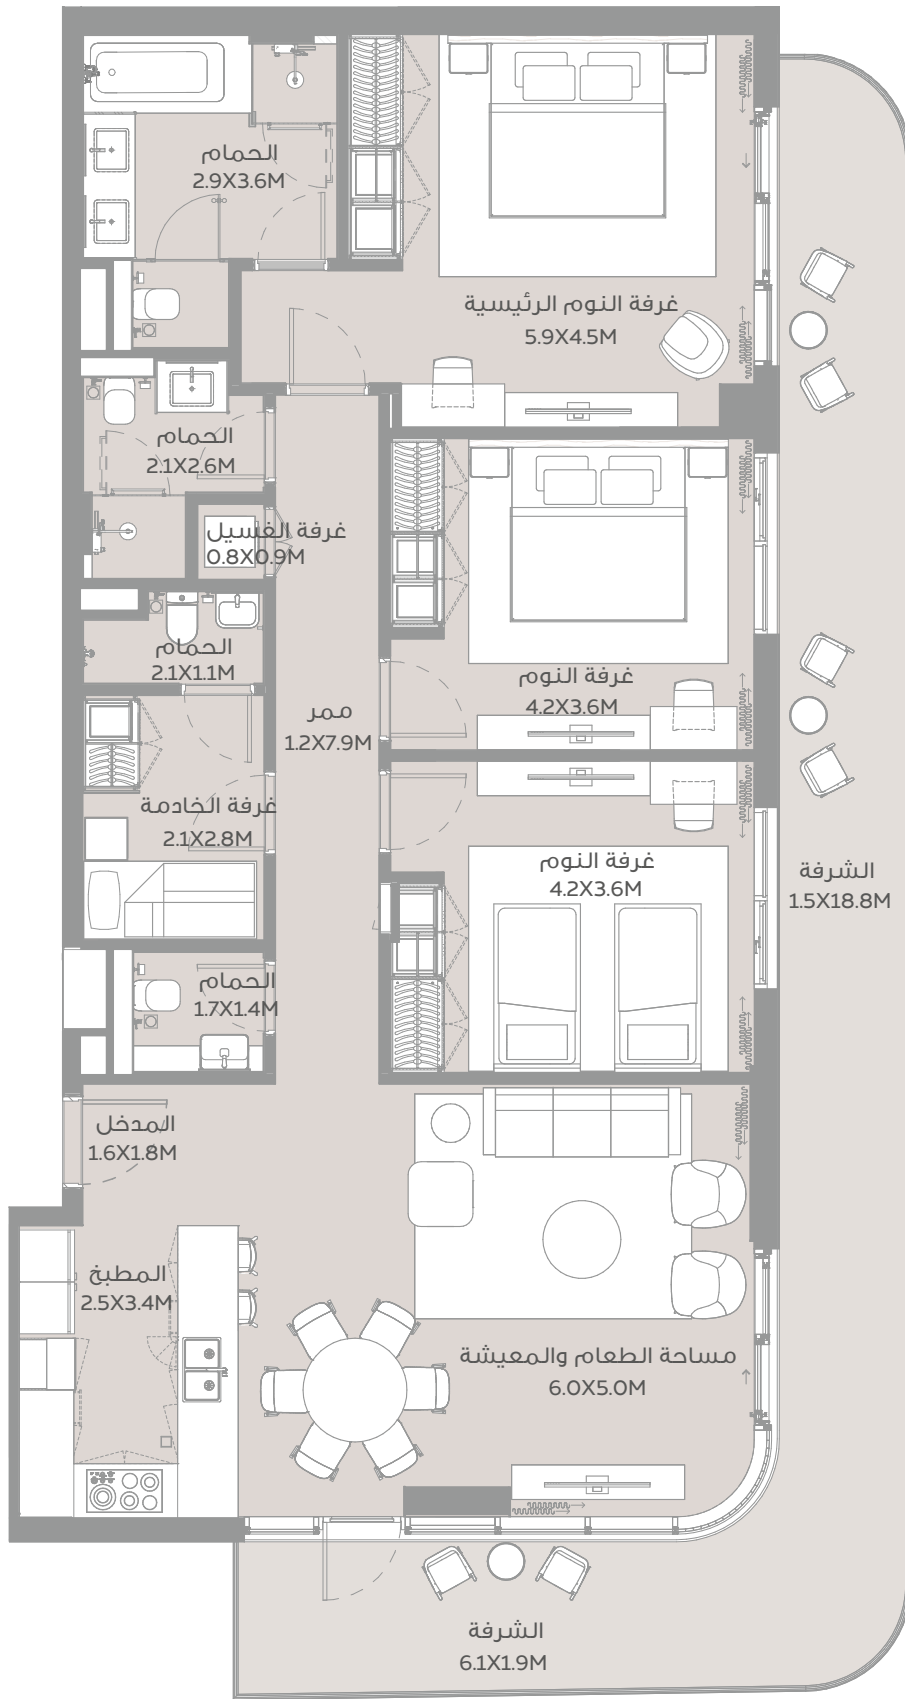 الحمام
2.9X3.6M
غرفة النوم الرئيسية
5.9X4.5M
الحمام
2.1X2.6M
غرفة الغسيل
0.8X0.9M
الحمام
2.1X1.1M
غرفة النوم
4.2X3.6M
ممر
1.2X7.9M
غرفة الخادمة
2.1X2.8M
غرفة النوم
4.2X3.6M
الشرفة
1.5X18.8M
الحمام
1.7X1.4M
المدخل
1.6X1.8M
المطبخ
2.5X3.4M
مساحة الطعام والمعيشة
6.0X5.0M
الشرفة
6.1X1.9M